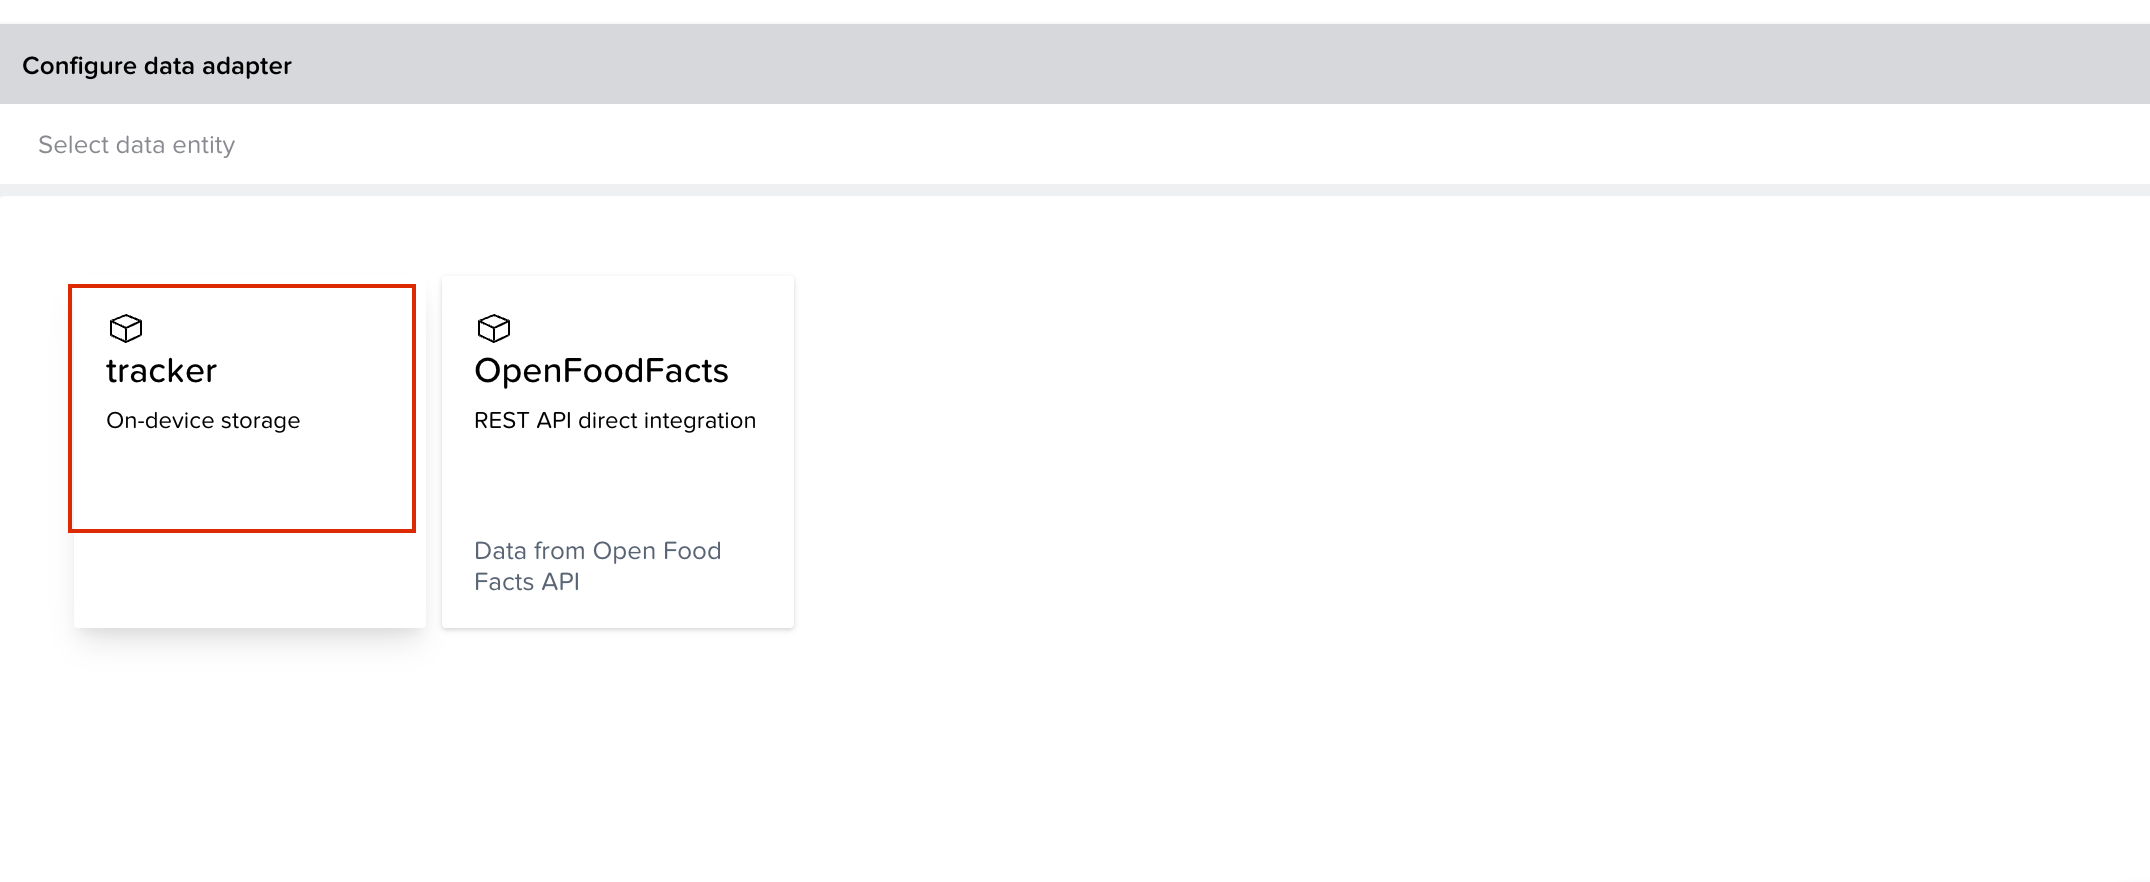 Configure data adapter
Select data entity
tracker
On-device storage
OpenFoodFacts
REST API direct integration
Data from Open Food
Facts API